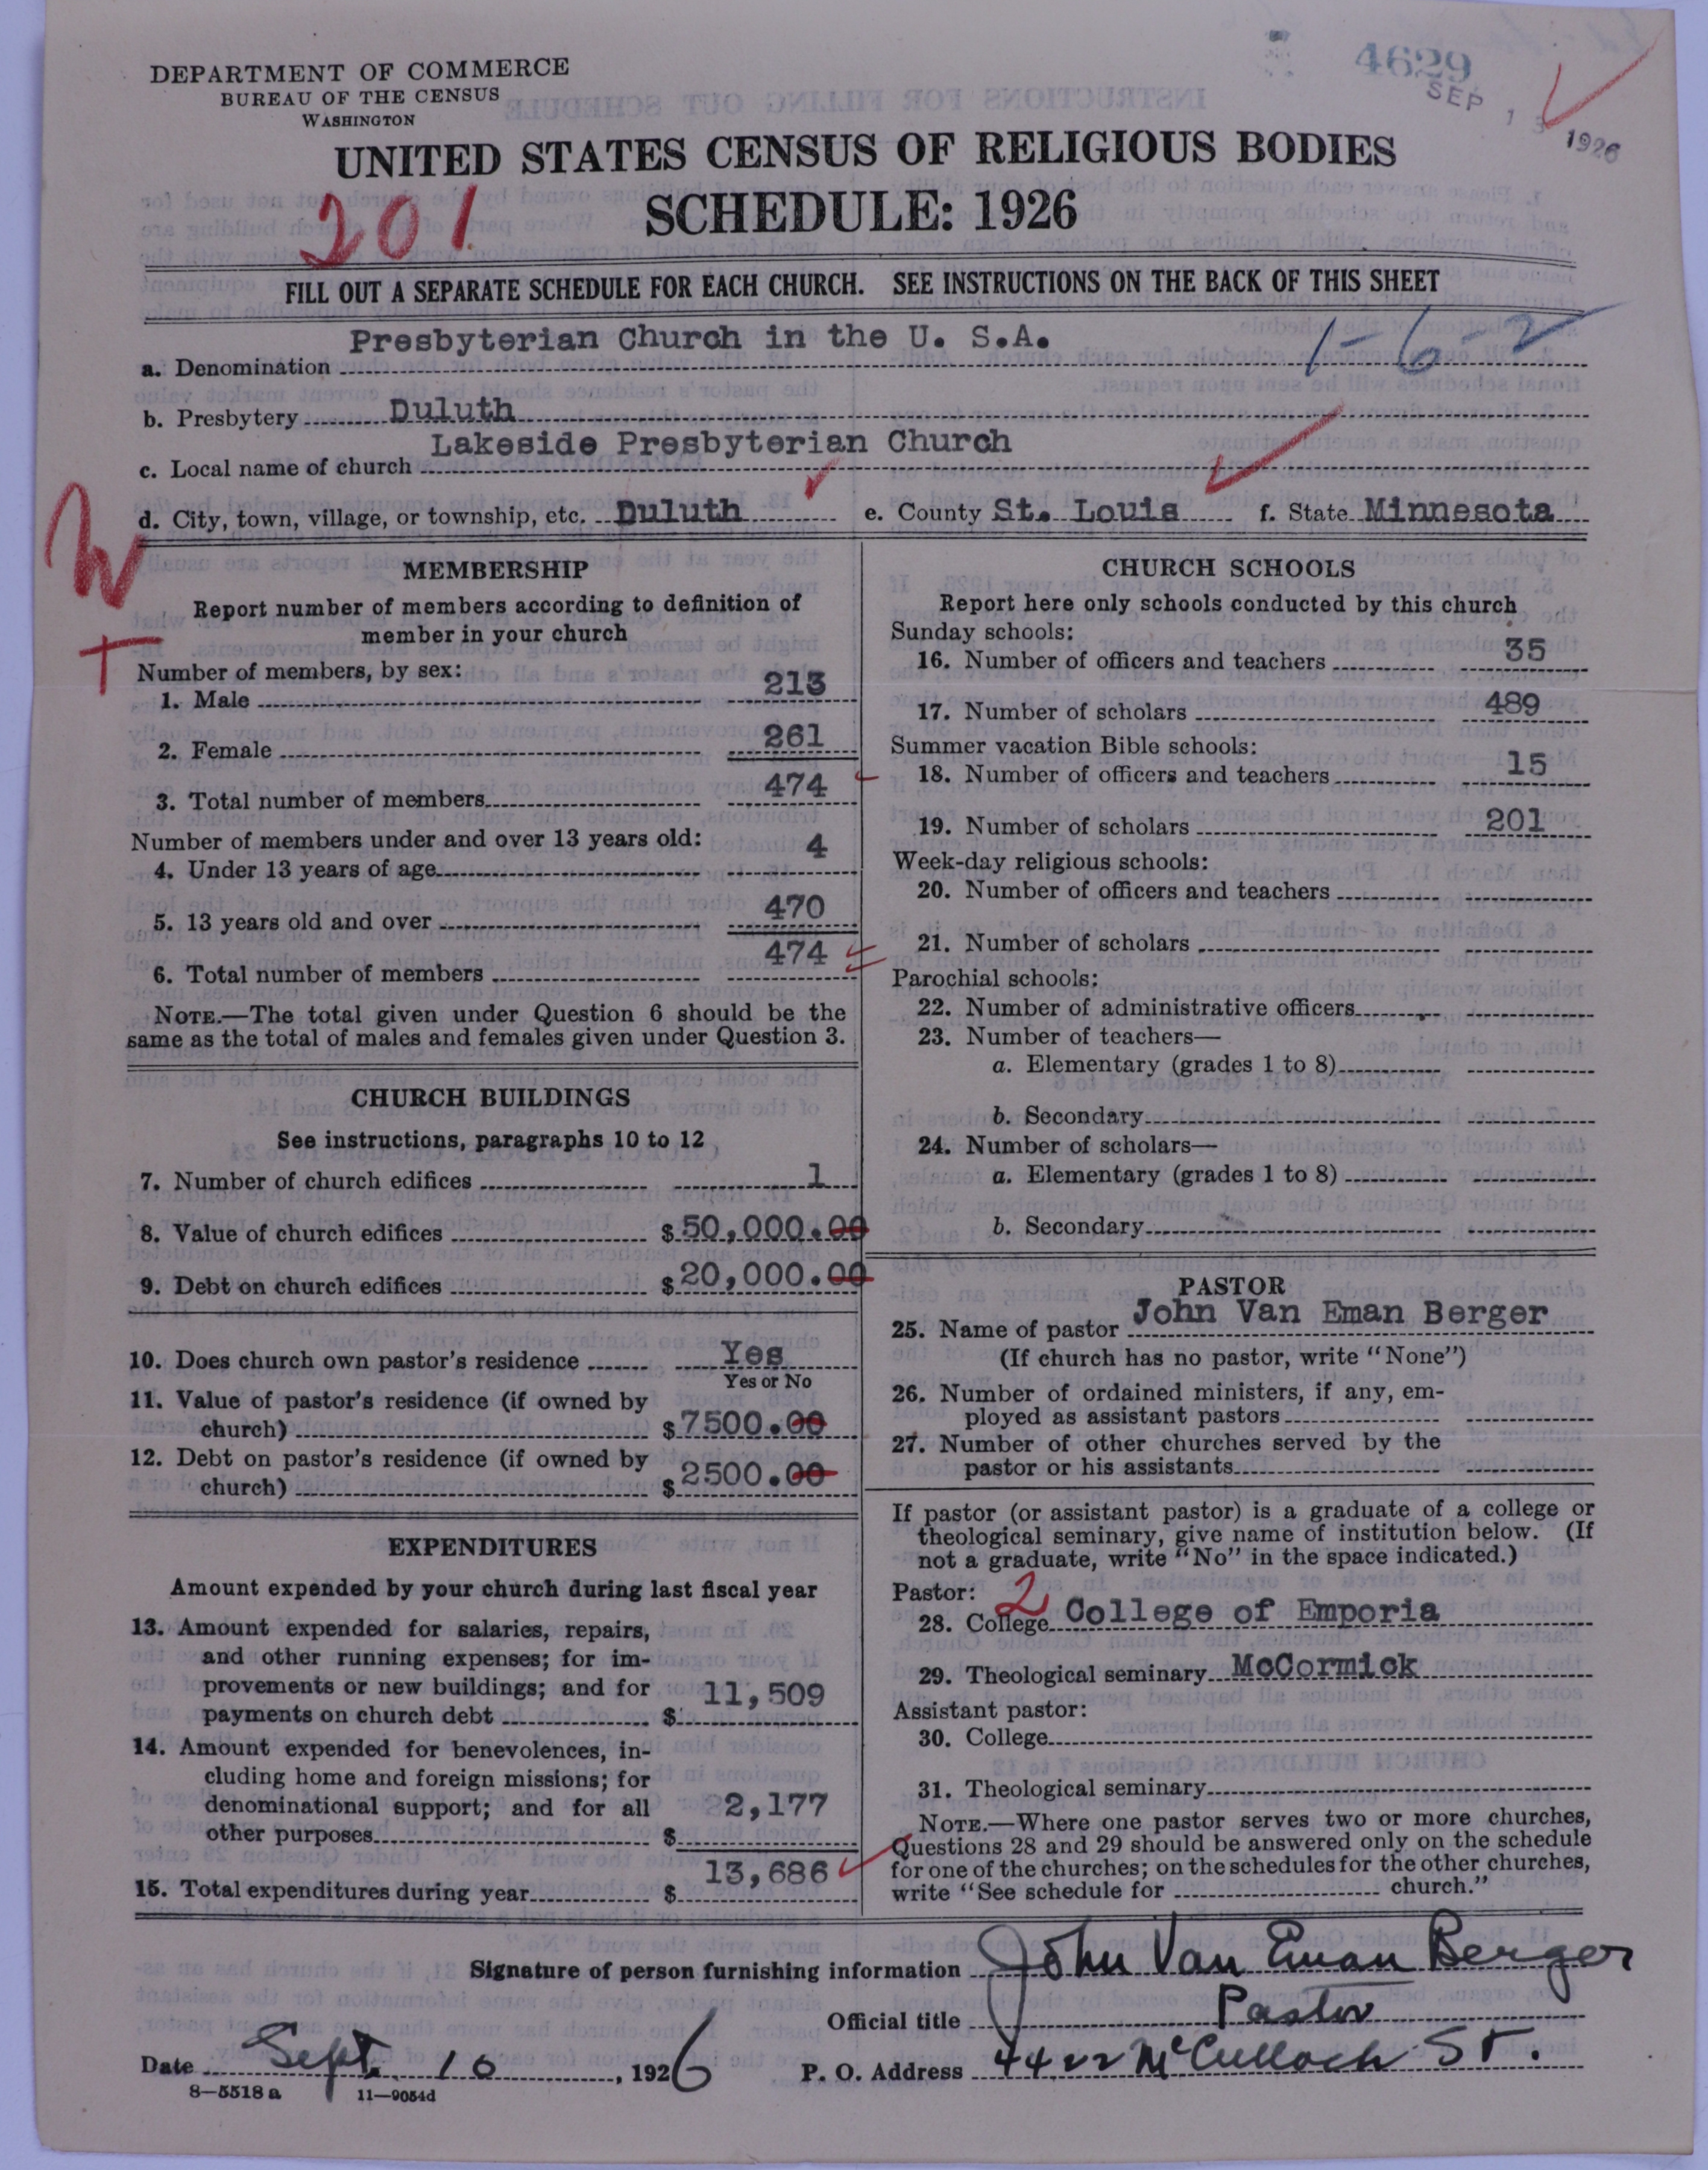 4629
SEP 13 1926
DEPARTMENT OF COMMERCE
BUREAU OF THE CENSUS
WASHINGTON
UNITED STATES CENSUS OF RELIGIOUS BODIES
SCHEDULE: 1926
201
FILL OUT A SEPARATE SCHEDULE FOR EACH CHURCH. SEE INSTRUCTIONS ON THE BACK OF THIS SHEET
a. Denomination Presbyterian Church in the U. S.A. 1-6-2
b. Presbytery Duluth
c. Local name of church Lakeside Presbyterian Church
d. City, town, village, or township, etc. Duluth e. County St. Louis f. State Minnesota
W
T
MEMBERSHIP
Report number of members according to definition of
member in your church
Number of members, by sex:
1. Male 213
2. Female 261
3. Total number of members 474
Number of members under and over 13 years old:
4. Under 13 years of age 4
5. 13 years old and over 470
6. Total number of members 474
NOTE.—The total given under Question 6 should be the
same as the total of males and females given under Question 3.
CHURCH BUILDINGS
See instructions, paragraphs 10 to 12
7. Number of church edifices 1
8. Value of church edifices $50,000.00
9. Debt on church edifices $20,000.00
10. Does church own pastor's residence Yes
Yes or No
11. Value of pastor's residence (if owned by
church) $7500.00
12. Debt on pastor's residence (if owned by
church) $2500.00
EXPENDITURES
Amount expended by your church during last fiscal year
13. Amount expended for salaries, repairs,
and other running expenses; for im-
provements or new buildings; and for
payments on church debt $ 11,509
14. Amount expended for benevolences, in-
cluding home and foreign missions; for
denominational support; and for all
other purposes $ 2,177
15. Total expenditures during year $ 13,686
CHURCH SCHOOLS
Report here only schools conducted by this church
Sunday schools:
16. Number of officers and teachers 35
17. Number of scholars 489
Summer vacation Bible schools:
18. Number of officers and teachers 15
19. Number of scholars 201
Week-day religious schools:
20. Number of officers and teachers
21. Number of scholars
Parochial schools:
22. Number of administrative officers
23. Number of teachers—
a. Elementary (grades 1 to 8)
b. Secondary
24. Number of scholars—
a. Elementary (grades 1 to 8)
b. Secondary
PASTOR
25. Name of pastor John Van Eman Berger
(If church has no pastor, write "None")
26. Number of ordained ministers, if any, em-
ployed as assistant pastors
27. Number of other churches served by the
pastor or his assistants
If pastor (or assistant pastor) is a graduate of a college or
theological seminary, give name of institution below. (If
not a graduate, write "No" in the space indicated.)
Pastor: 2
28. College College of Emporia
29. Theological seminary McCormick
Assistant pastor:
30. College
31. Theological seminary
NOTE.—Where one pastor serves two or more churches,
Questions 28 and 29 should be answered only on the schedule
for one of the churches; on the schedules for the other churches,
write "See schedule for church."
Signature of person furnishing information John Van Eman Berger
Official title Pastor
Date Sept. 10, 1926 P. O. Address 4422 McCulloch St.
8—5518 a 11—9054d